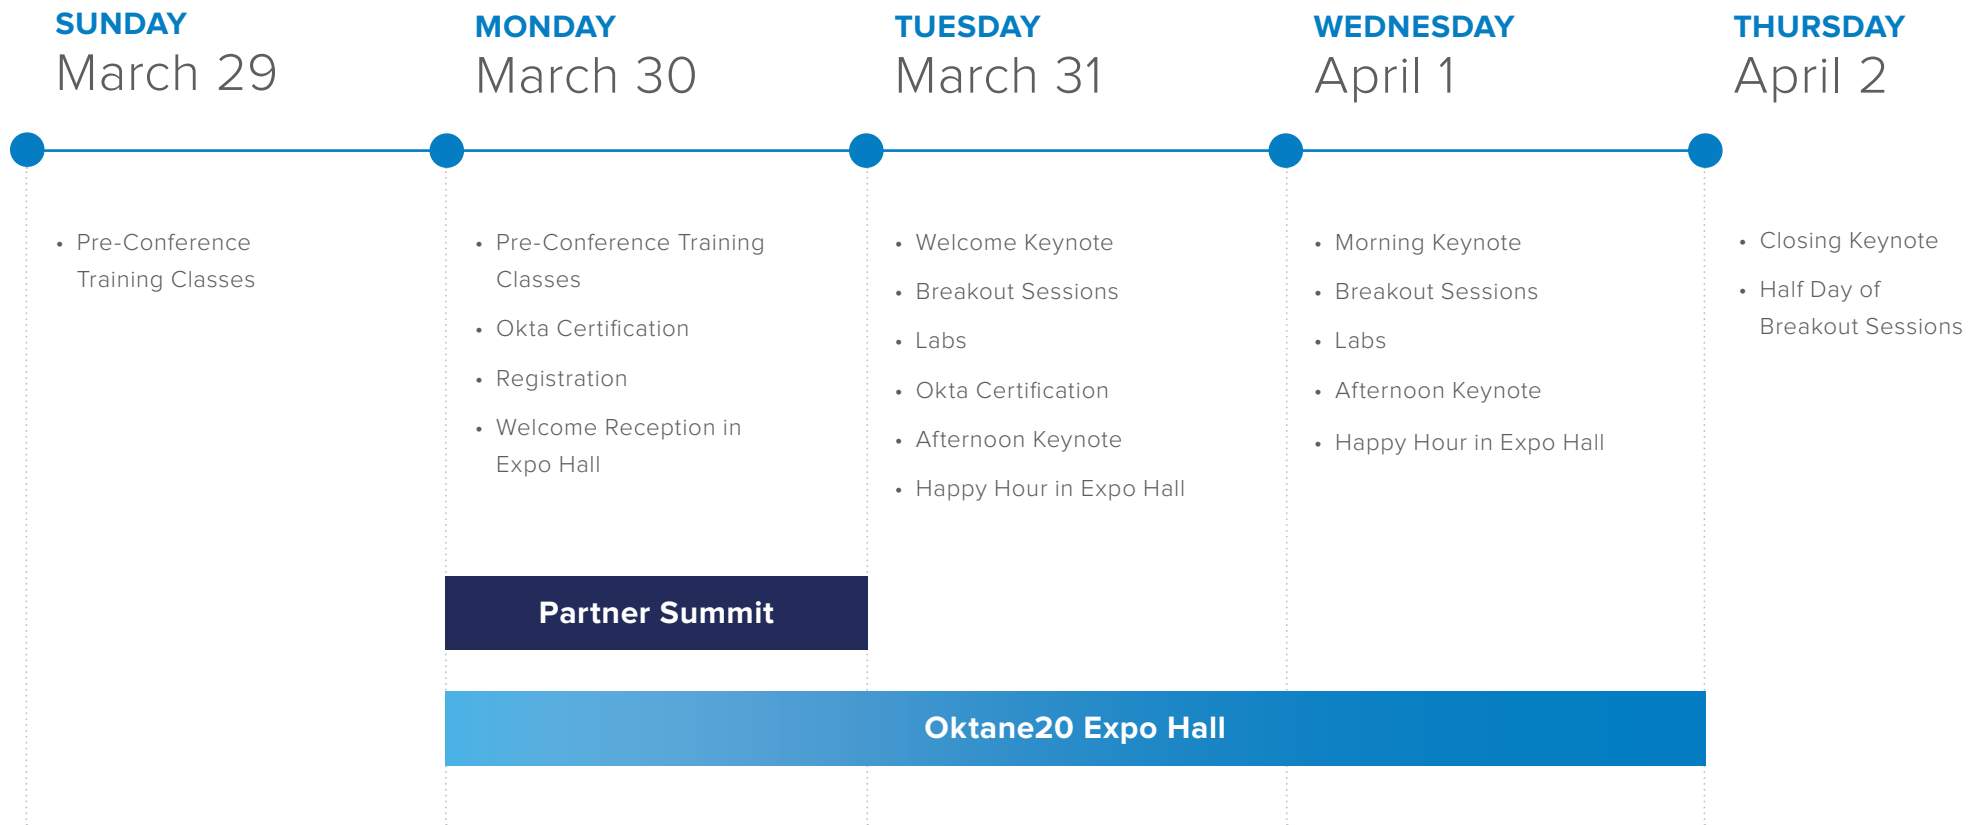 SUNDAY
March 29
MONDAY
March 30
TUESDAY
March 31
WEDNESDAY
April 1
THURSDAY
April 2
• Pre-Conference
Training Classes
• Pre-Conference Training
Classes
• Okta Certification
• Registration
• Welcome Reception in
Expo Hall
• Welcome Keynote
• Breakout Sessions
• Labs
• Okta Certification
• Afternoon Keynote
• Happy Hour in Expo Hall
• Morning Keynote
• Breakout Sessions
• Labs
• Afternoon Keynote
• Happy Hour in Expo Hall
• Closing Keynote
• Half Day of
Breakout Sessions
Partner Summit
Oktane20 Expo Hall